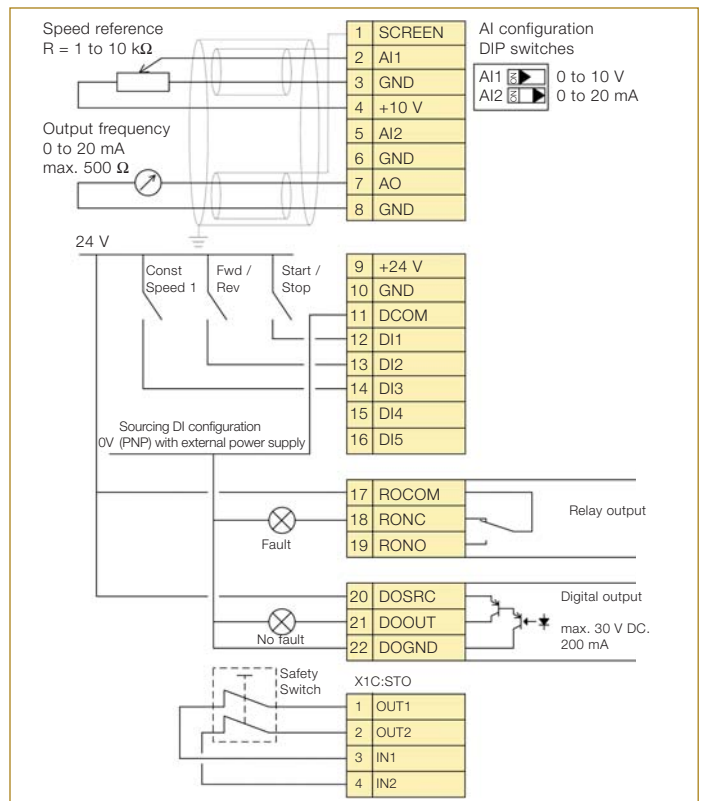 Speed reference
R = 1 to 10 kΩ
1 SCREEN
2 AI1
3 GND
4 +10 V
5 AI2
6 GND
7 AO
8 GND
AI configuration
DIP switches
AI1 ON 0 to 10 V
AI2 ON 0 to 20 mA
Output frequency
0 to 20 mA
max. 500 Ω
24 V
Const
Speed 1
Fwd /
Rev
Start /
Stop
9 +24 V
10 GND
11 DCOM
12 DI1
13 DI2
14 DI3
15 DI4
16 DI5
Sourcing DI configuration
0V (PNP) with external power supply
17 ROCOM
18 RONC
19 RONO
Relay output
Fault
20 DOSRC
21 DOOUT
22 DOGND
Digital output
max. 30 V DC.
200 mA
No fault
Safety
Switch
X1C:STO
1 OUT1
2 OUT2
3 IN1
4 IN2